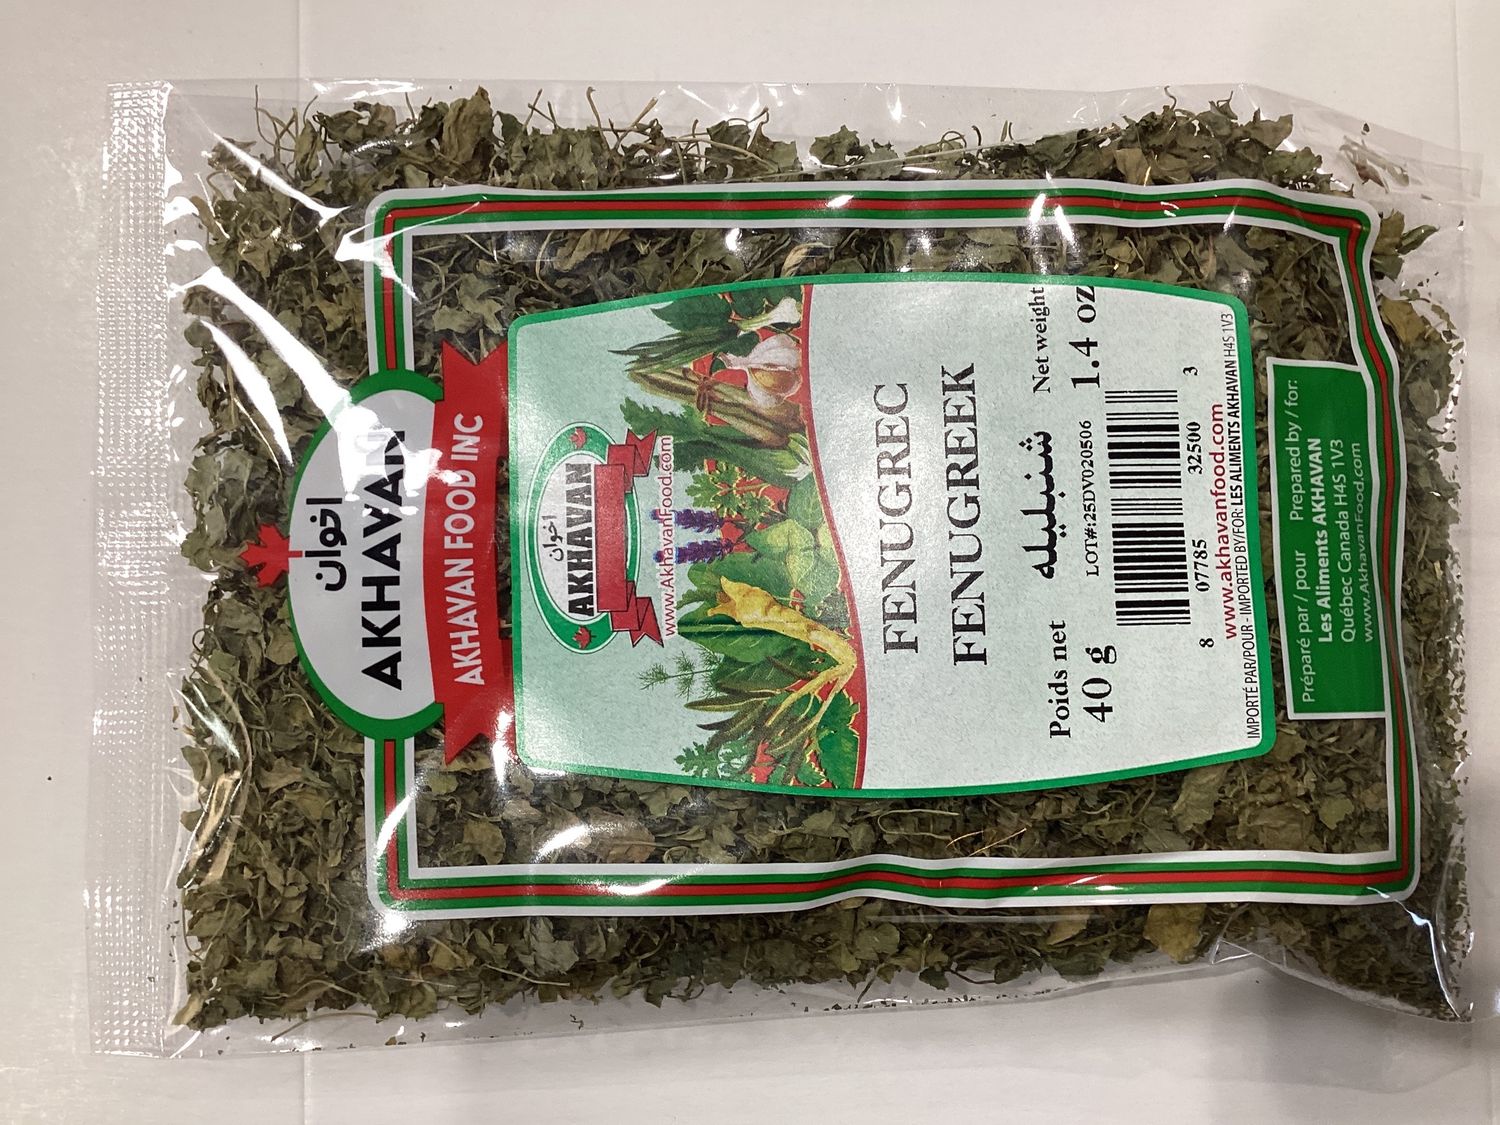 اخوان
AKHAVAN
AKHAVAN FOOD INC
اخوان
AKHAVAN
www.AkhavanFood.com
FENUGREC
FENUGREEK
شنبلیله
Poids net
Net weight
40 g
1.4 oz
LOT#:25DV020506
8 07785 32500 3
www.akhavanfood.com
IMPORTÉ PAR/POUR - IMPORTED BY/FOR: LES ALIMENTS AKHAVAN H4S 1V3
Préparé par / pour Prepared by / for:
Les Aliments AKHAVAN
Québec Canada H4S 1V3
www.AkhavanFood.com